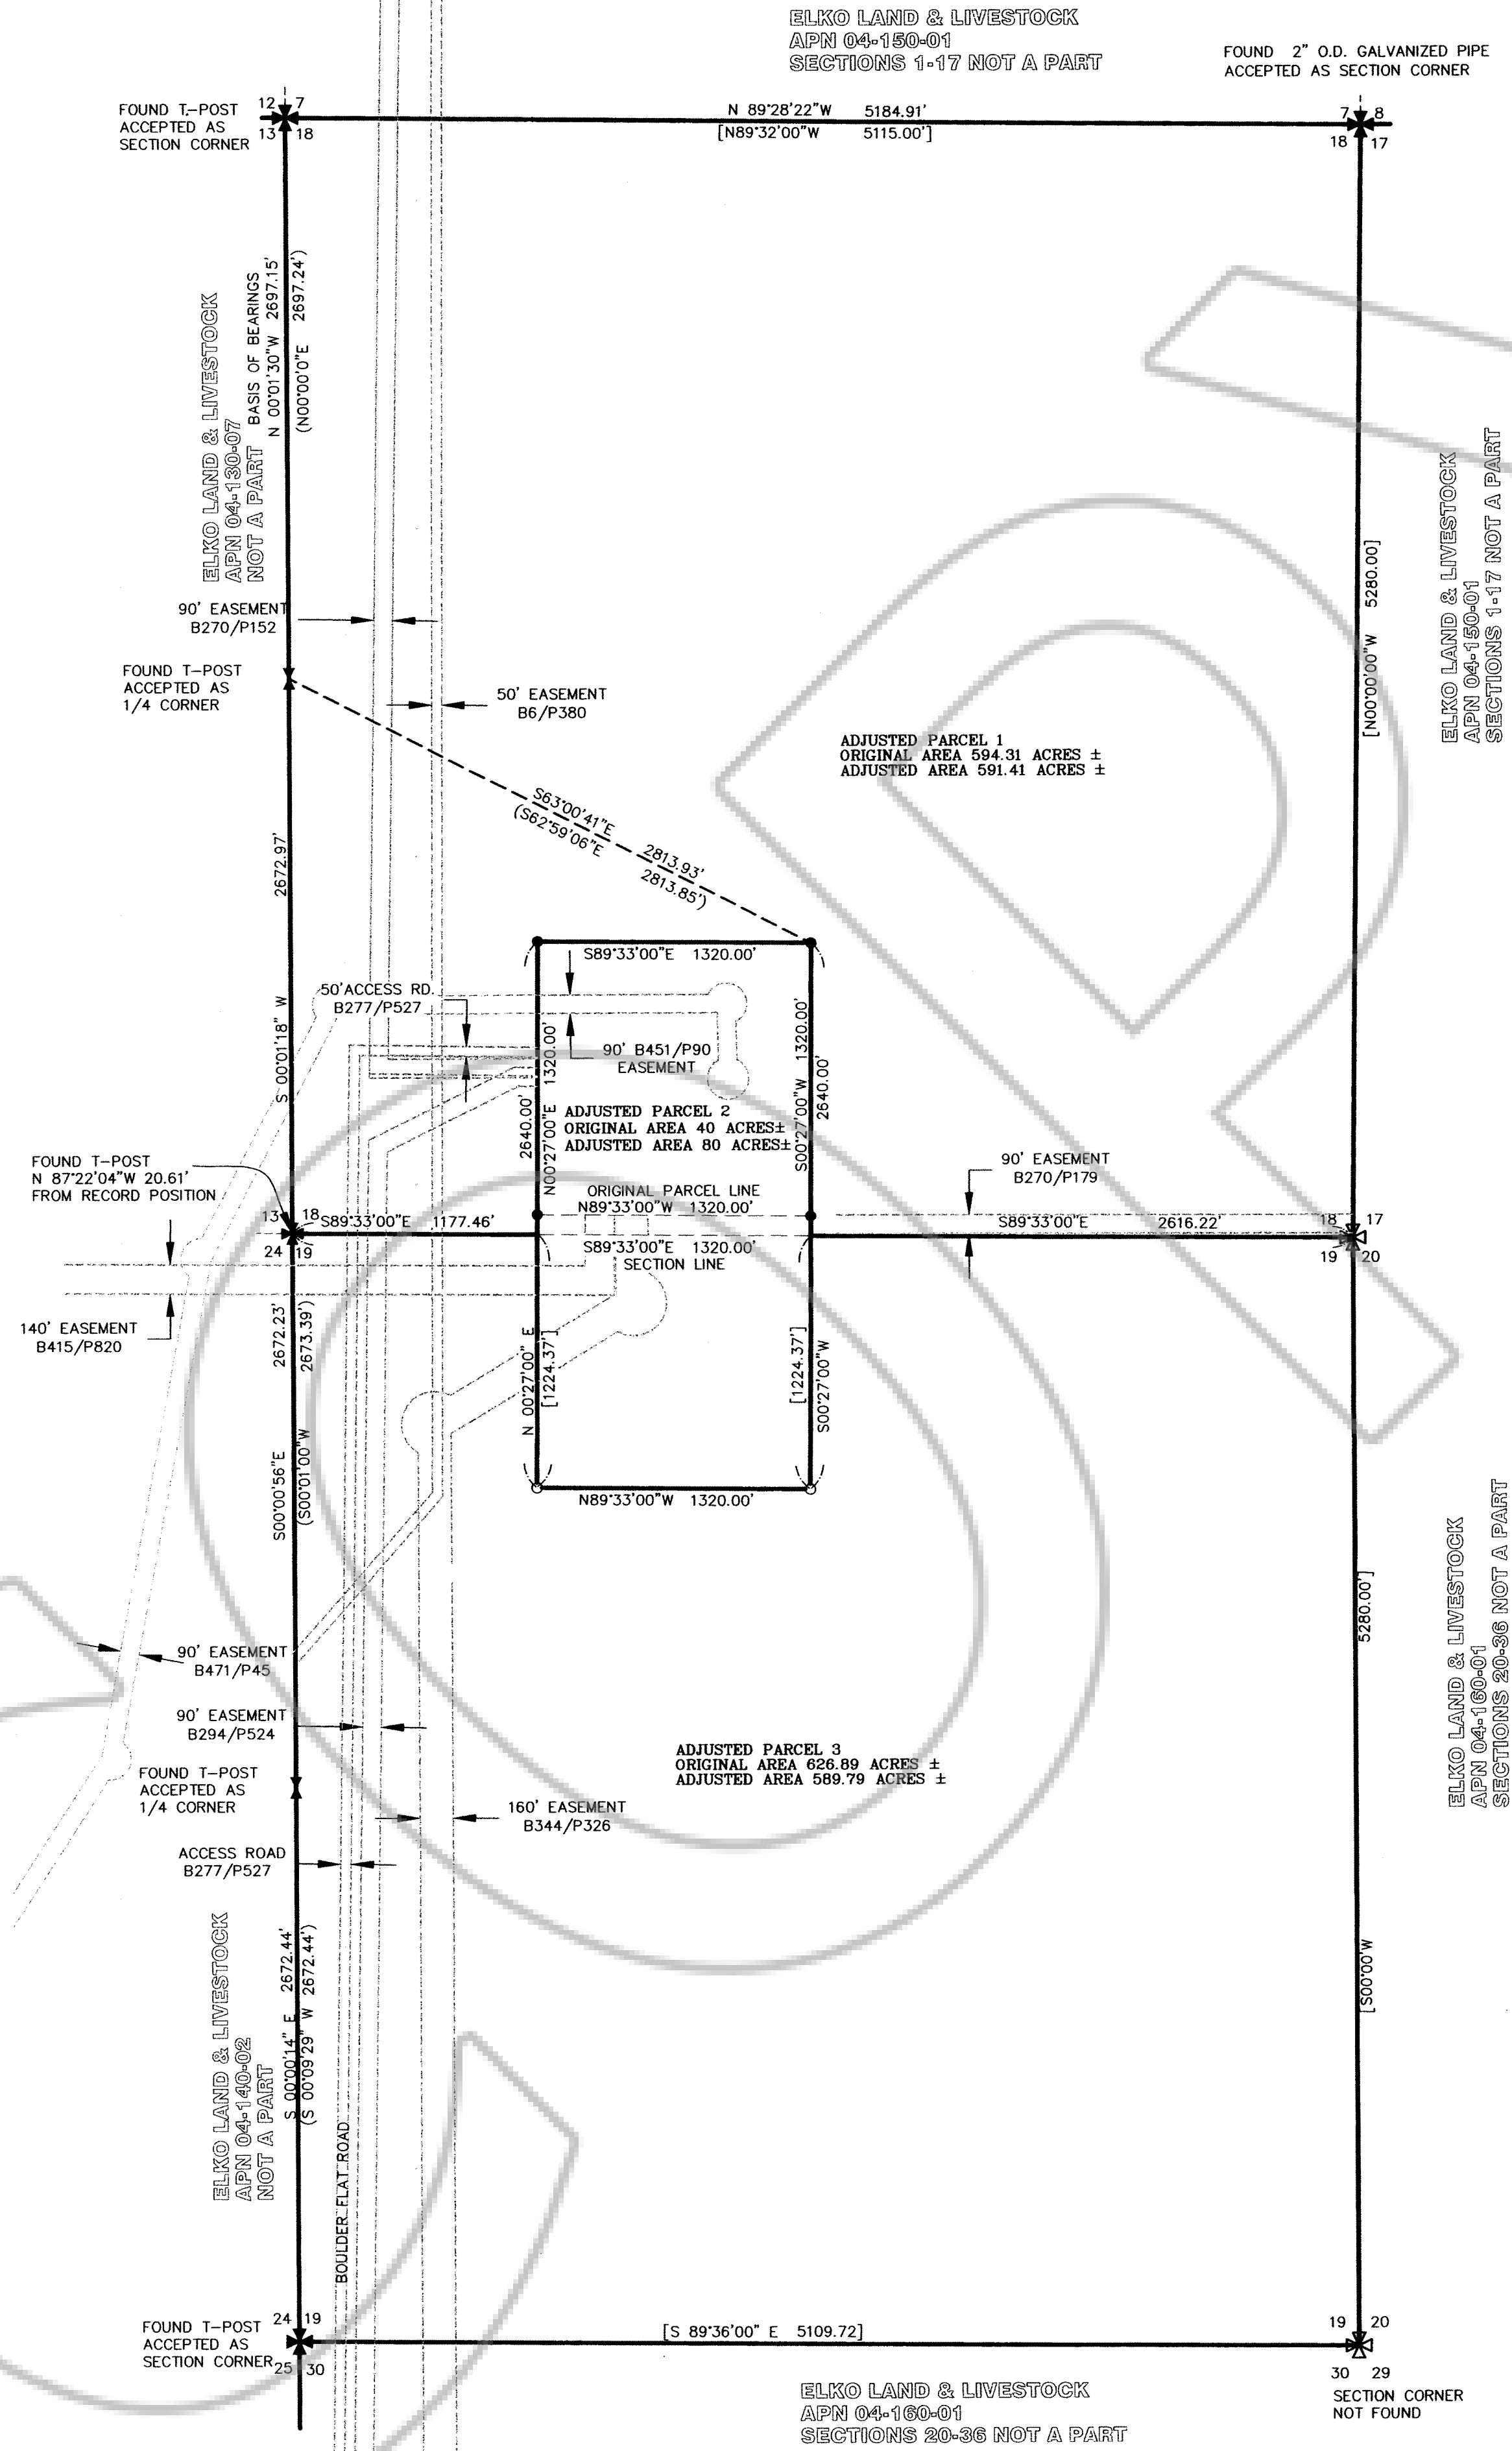 ELKO LAND & LIVESTOCK
APN 04-150-01
SECTIONS 1-17 NOT A PART
FOUND 2" O.D. GALVANIZED PIPE
ACCEPTED AS SECTION CORNER
FOUND T-POST
ACCEPTED AS
SECTION CORNER
12 7
13 18
N 89°28'22"W 5184.91'
[N89°32'00"W 5115.00']
7 8
18 17
ELKO LAND & LIVESTOCK
APN 04-130-07
NOT A PART
BASIS OF BEARINGS
N 00°01'30"W 2697.15'
(N00°00'0"E 2697.24')
[N00°00'00"W 5280.00]
ELKO LAND & LIVESTOCK
APN 04-150-01
SECTIONS 1-17 NOT A PART
90' EASEMENT
B270/P152
FOUND T-POST
ACCEPTED AS
1/4 CORNER
50' EASEMENT
B6/P380
ADJUSTED PARCEL 1
ORIGINAL AREA 594.31 ACRES ±
ADJUSTED AREA 591.41 ACRES ±
S63°00'41"E 2813.93'
(S62°59'06"E 2813.85')
S 00°01'18" W 2672.97'
S89°33'00"E 1320.00'
50'ACCESS RD.
B277/P527
90' B451/P90
EASEMENT
2640.00'
N00°27'00"E 1320.00'
S00°27'00"W 1320.00'
2640.00'
ADJUSTED PARCEL 2
ORIGINAL AREA 40 ACRES±
ADJUSTED AREA 80 ACRES±
FOUND T-POST
N 87°22'04"W 20.61'
FROM RECORD POSITION
90' EASEMENT
B270/P179
ORIGINAL PARCEL LINE
N89°33'00"W 1320.00'
13 18
24 19
S89°33'00"E 1177.46'
S89°33'00"E 2616.22'
18 17
19 20
S89°33'00"E 1320.00'
SECTION LINE
140' EASEMENT
B415/P820
2672.23'
2673.39')
S00°00'56"E
(S00°01'00"W
N 00°27'00" E
[1224.37']
[1224.37']
S00°27'00"W
N89°33'00"W 1320.00'
90' EASEMENT
B471/P45
90' EASEMENT
B294/P524
FOUND T-POST
ACCEPTED AS
1/4 CORNER
ADJUSTED PARCEL 3
ORIGINAL AREA 626.89 ACRES ±
ADJUSTED AREA 589.79 ACRES ±
160' EASEMENT
B344/P326
ACCESS ROAD
B277/P527
[S00°00'W 5280.00']
ELKO LAND & LIVESTOCK
APN 04-160-01
SECTIONS 20-36 NOT A PART
ELKO LAND & LIVESTOCK
APN 04-140-02
NOT A PART
S 00°00'14" E 2672.44'
(S 00°09'29" W 2672.44')
BOULDER FLAT ROAD
FOUND T-POST
ACCEPTED AS
SECTION CORNER
24 19
25 30
[S 89°36'00" E 5109.72]
19 20
30 29
SECTION CORNER
NOT FOUND
ELKO LAND & LIVESTOCK
APN 04-160-01
SECTIONS 20-36 NOT A PART